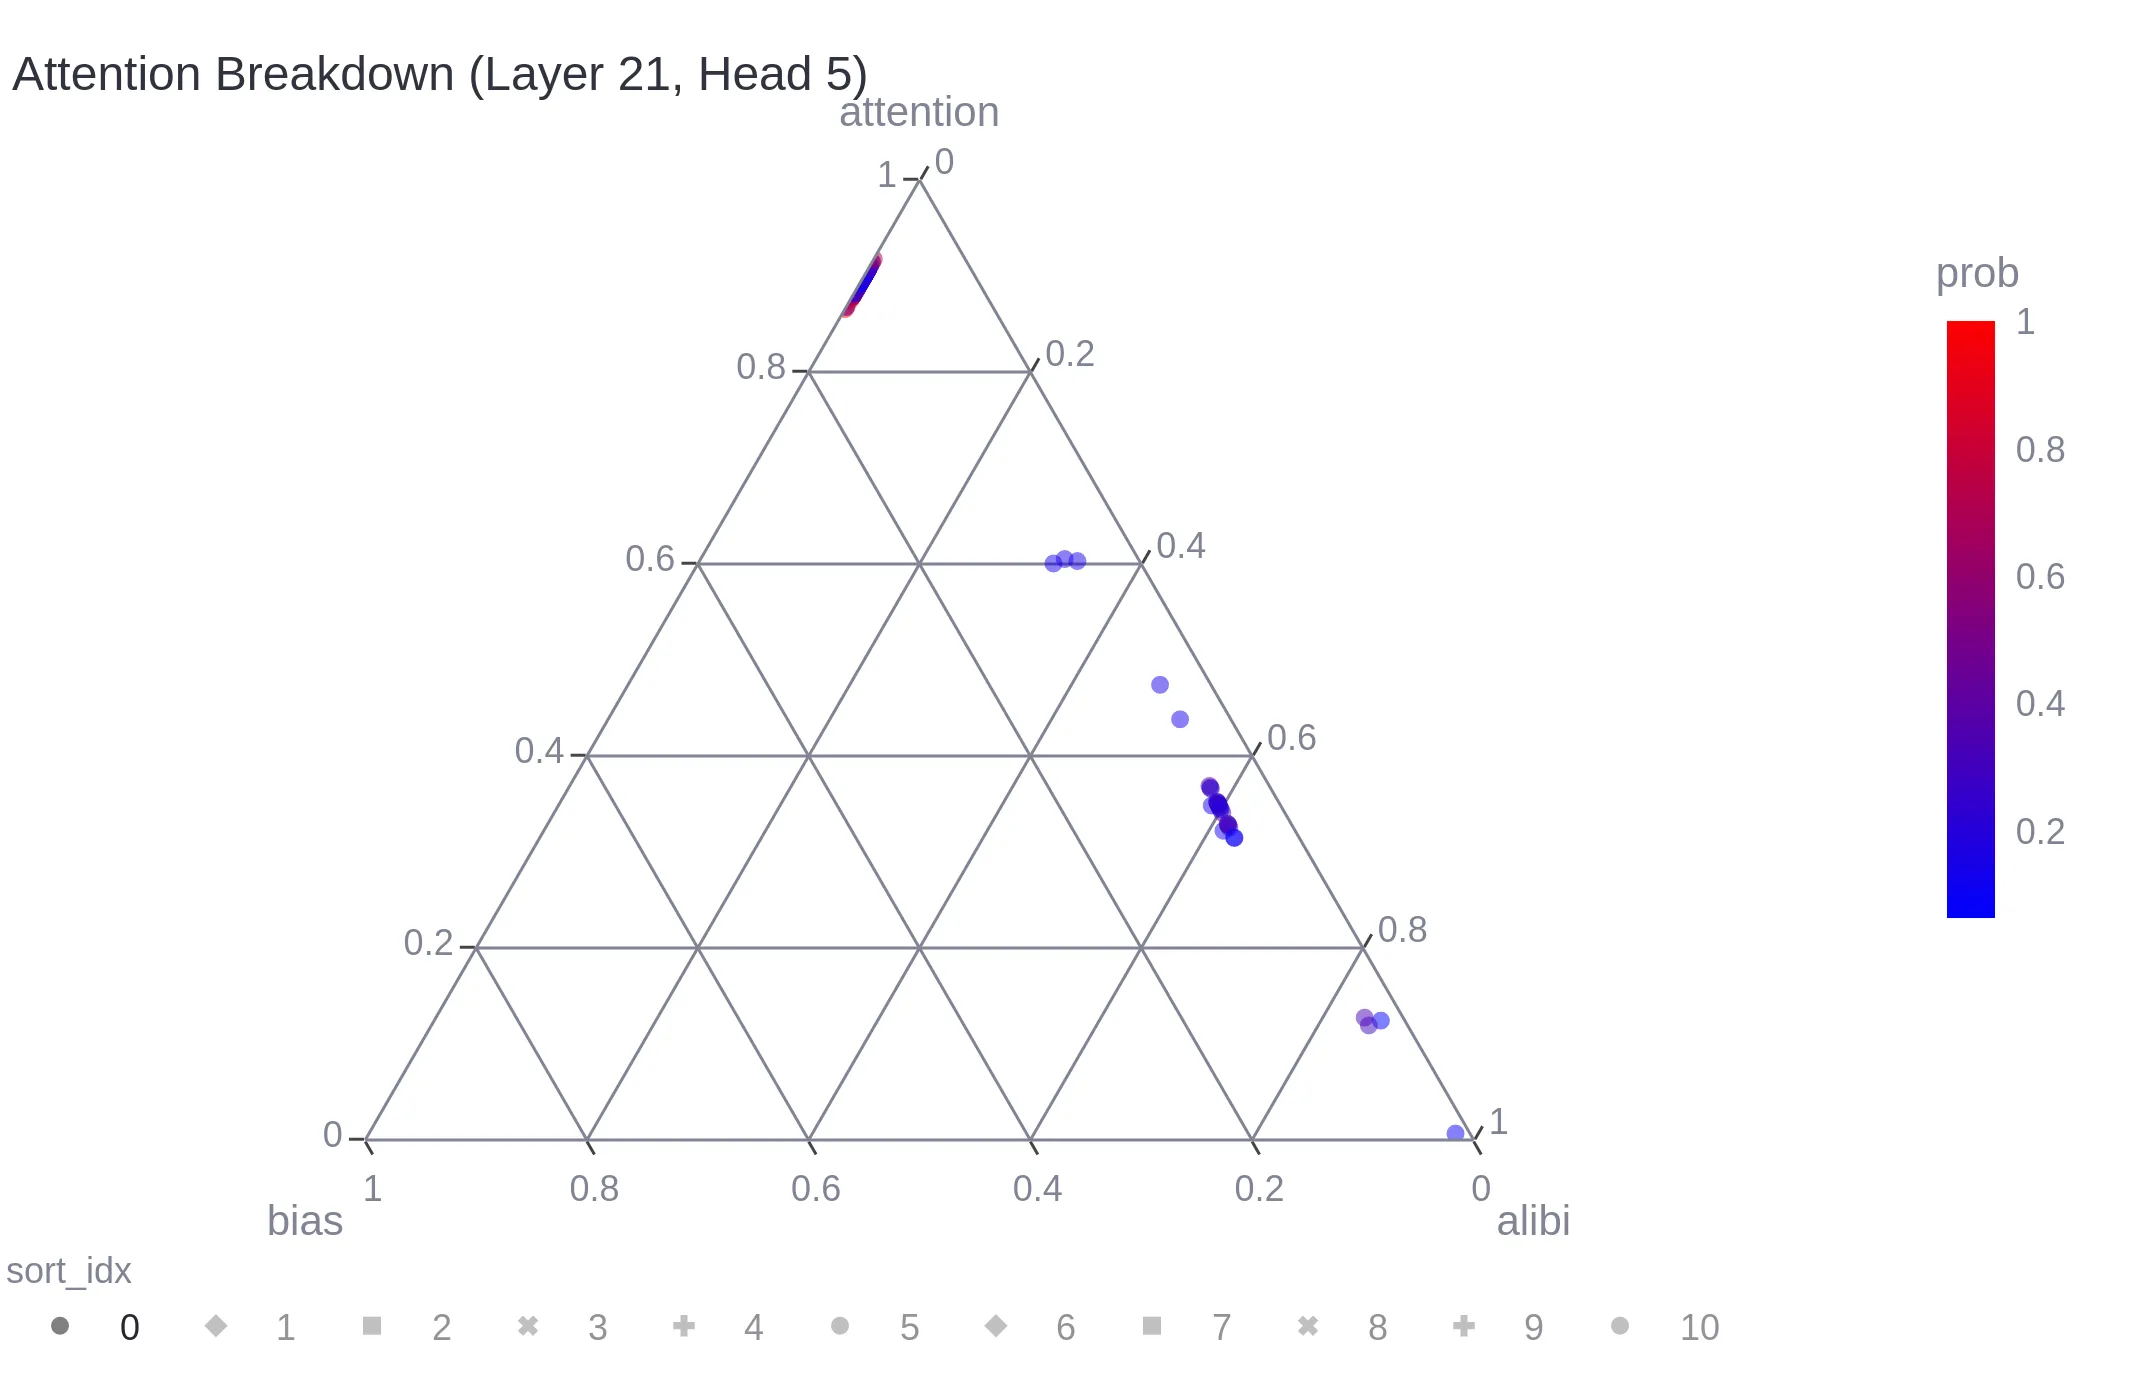 Attention Breakdown (Layer 21, Head 5)
attention
1 0
0.8 0.2
0.6 0.4
0.4 0.6
0.2 0.8
0 1
1 0.8 0.6 0.4 0.2 0
bias alibi
prob
1
0.8
0.6
0.4
0.2
sort_idx
0 1 2 3 4 5 6 7 8 9 10